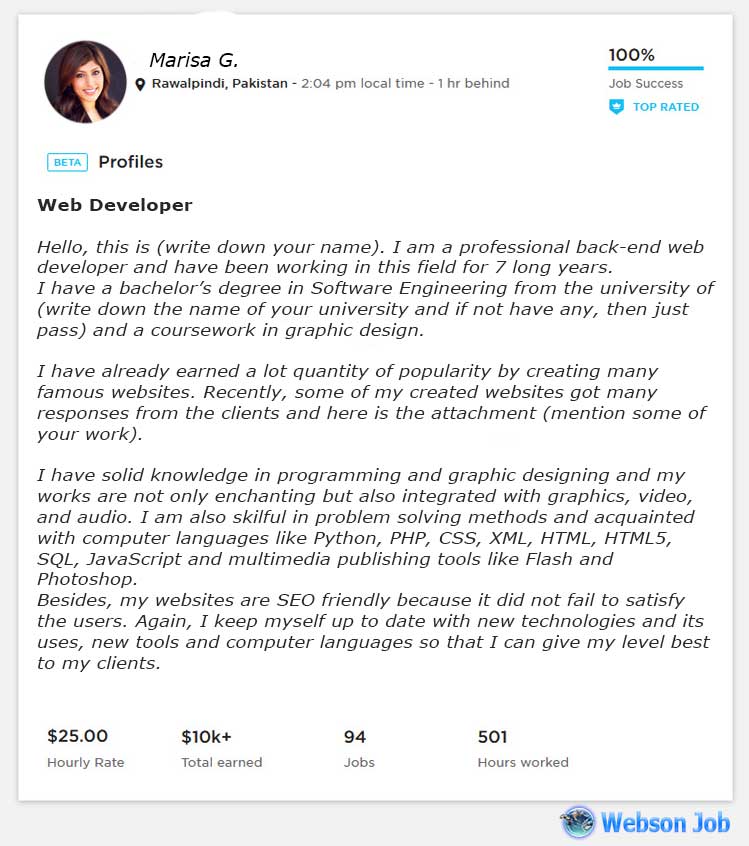 Marisa G.
Rawalpindi, Pakistan - 2:04 pm local time - 1 hr behind
100%
Job Success
TOP RATED
BETA Profiles
Web Developer
Hello, this is (write down your name). I am a professional back-end web
developer and have been working in this field for 7 long years.
I have a bachelor’s degree in Software Engineering from the university of
(write down the name of your university and if not have any, then just
pass) and a coursework in graphic design.
I have already earned a lot quantity of popularity by creating many
famous websites. Recently, some of my created websites got many
responses from the clients and here is the attachment (mention some of
your work).
I have solid knowledge in programming and graphic designing and my
works are not only enchanting but also integrated with graphics, video,
and audio. I am also skilful in problem solving methods and acquainted
with computer languages like Python, PHP, CSS, XML, HTML, HTML5,
SQL, JavaScript and multimedia publishing tools like Flash and
Photoshop.
Besides, my websites are SEO friendly because it did not fail to satisfy
the users. Again, I keep myself up to date with new technologies and its
uses, new tools and computer languages so that I can give my level best
to my clients.
$25.00 $10k+ 94 501
Hourly Rate Total earned Jobs Hours worked
Webson Job